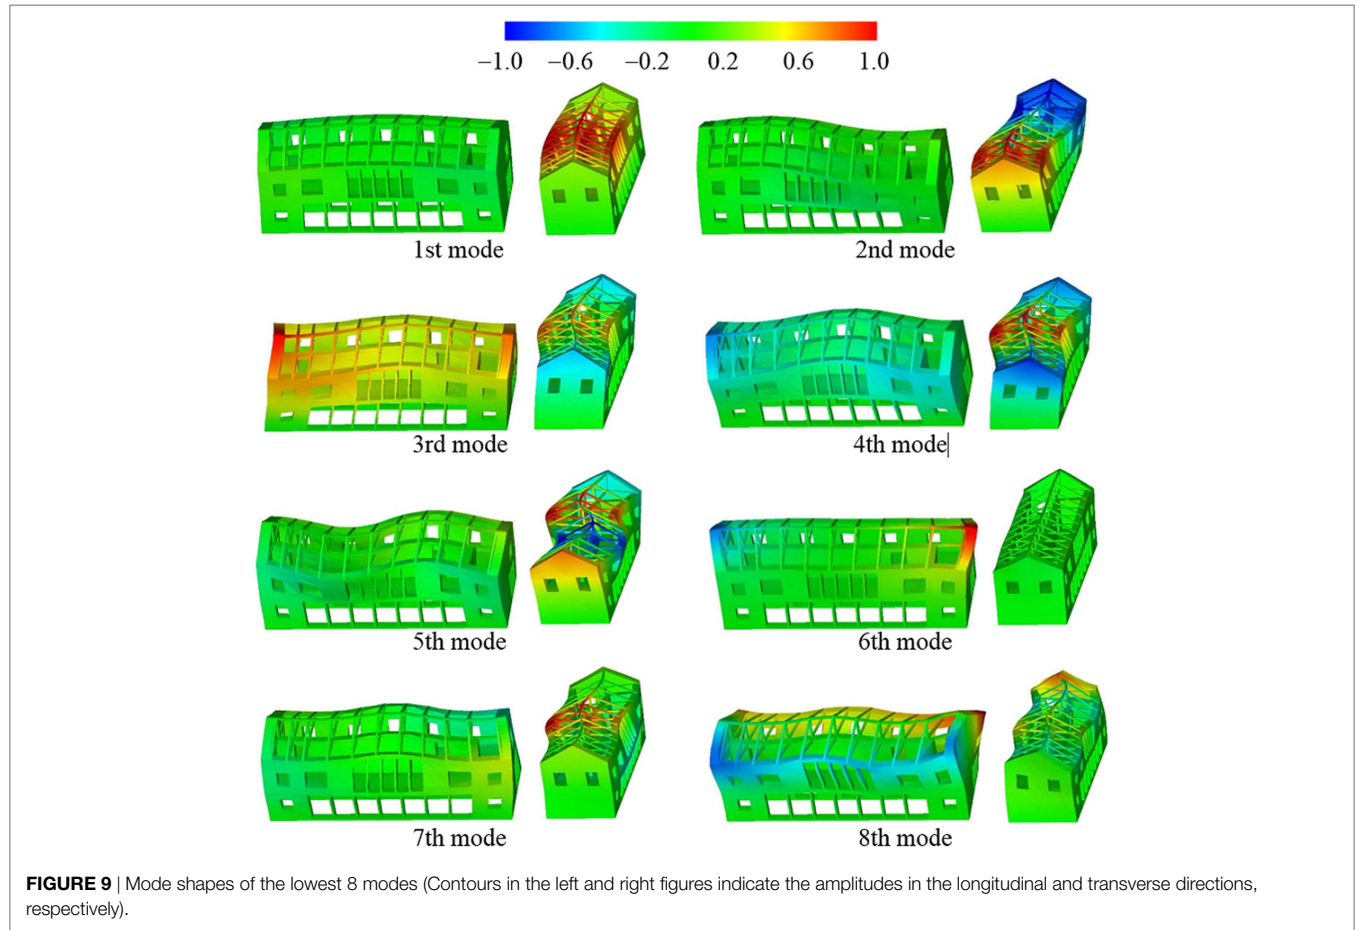 −1.0 −0.6 −0.2 0.2 0.6 1.0
1st mode
2nd mode
3rd mode
4th mode
5th mode
6th mode
7th mode
8th mode
FIGURE 9 | Mode shapes of the lowest 8 modes (Contours in the left and right figures indicate the amplitudes in the longitudinal and transverse directions,
respectively).